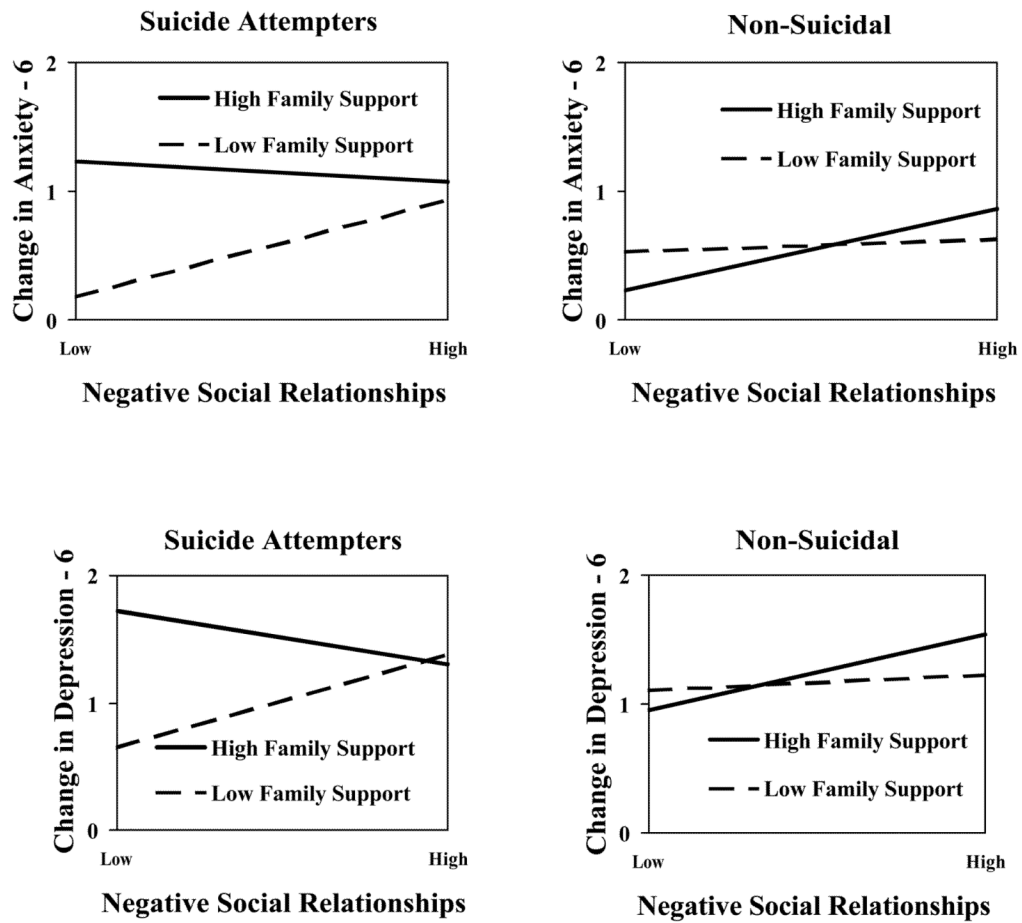 Suicide Attempters
Change in Anxiety - 6
2
1
0
High Family Support
Low Family Support
Low
High
Negative Social Relationships
Non-Suicidal
Change in Anxiety - 6
2
1
0
High Family Support
Low Family Support
Low
High
Negative Social Relationships
Suicide Attempters
Change in Depression - 6
2
1
0
High Family Support
Low Family Support
Low
High
Negative Social Relationships
Non-Suicidal
Change in Depression - 6
2
1
0
High Family Support
Low Family Support
Low
High
Negative Social Relationships